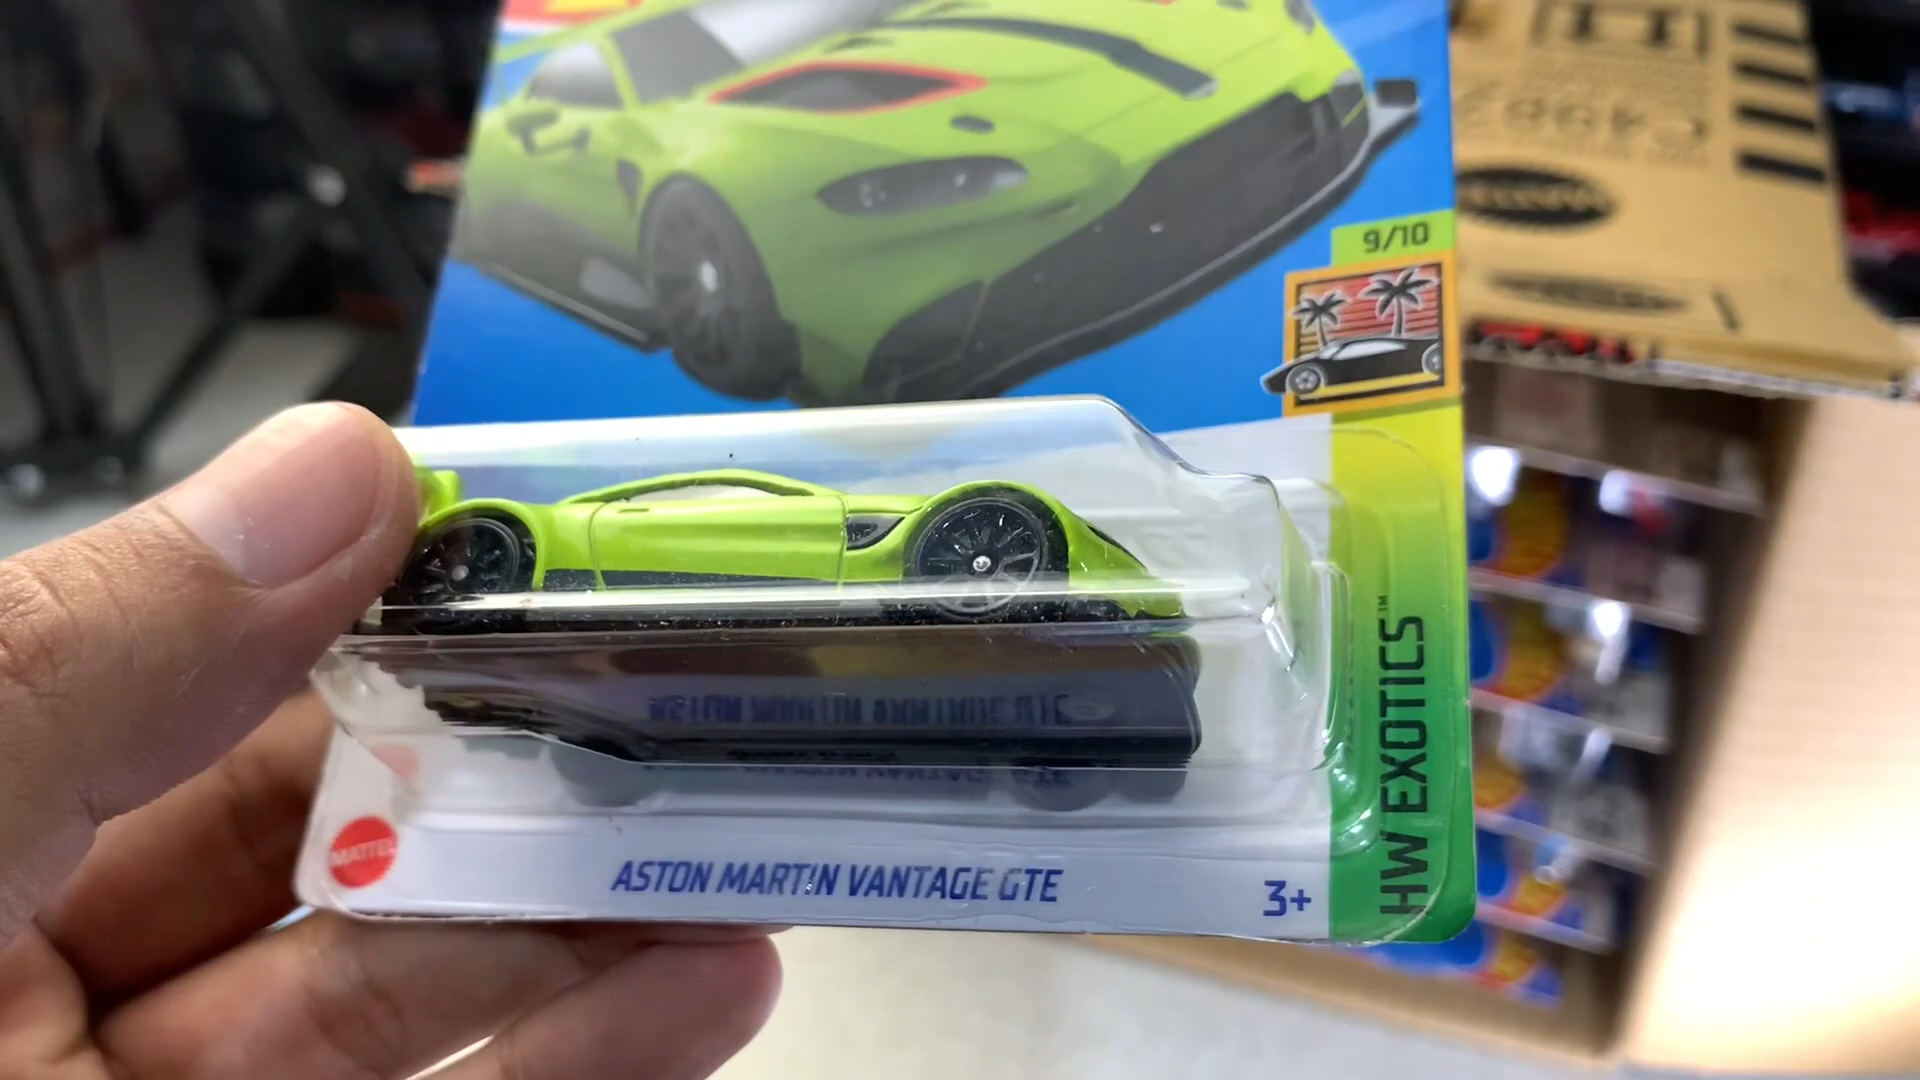 9/10
HW EXOTICS™
MATTEL
ASTON MARTIN VANTAGE GTE
3+